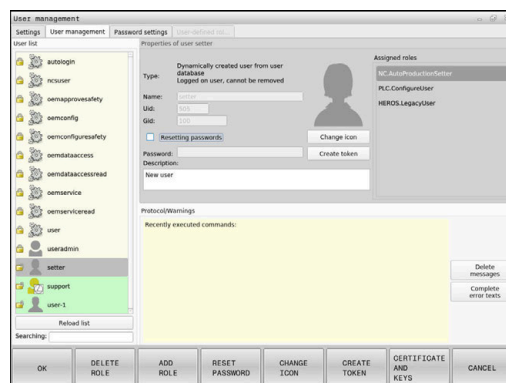 User management
Settings User management Password settings User-defined ro...
User list
autologin
ncsuser
oemapprovesafety
oemconfig
oemconfiguresafety
oemdataaccess
oemdataaccessread
oemservice
oemserviceread
user
useradmin
setter
support
user-1
Reload list
Searching:
Properties of user setter
Type: Dynamically created user from user database
Logged on user, cannot be removed
Name: setter
Uid: 505
Gid: 100
Resetting passwords
Change icon
Password:
Create token
Description:
New user
Assigned roles
NC.AutoProductionSetter
PLC.ConfigureUser
HEROS.LegacyUser
Protocol/Warnings
Recently executed commands:
Delete messages
Complete error texts
OK
DELETE ROLE
ADD ROLE
RESET PASSWORD
CHANGE ICON
CREATE TOKEN
CERTIFICATE AND KEYS
CANCEL